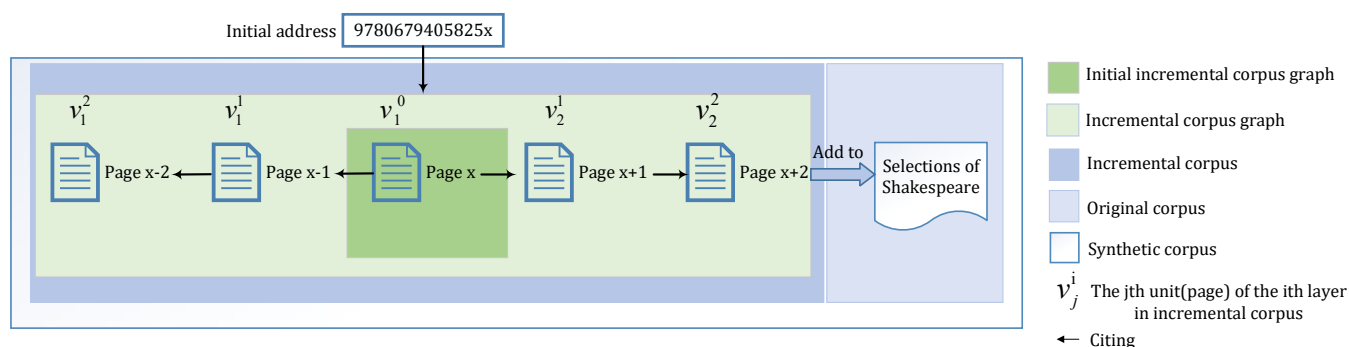 Initial address 9780679405825x
v_1^2 v_1^1 v_1^0 v_2^1 v_2^2
Page x-2 Page x-1 Page x Page x+1 Page x+2
Add to
Selections of
Shakespeare
Initial incremental corpus graph
Incremental corpus graph
Incremental corpus
Original corpus
Synthetic corpus
v_j^i The jth unit(page) of the ith layer
in incremental corpus
Citing